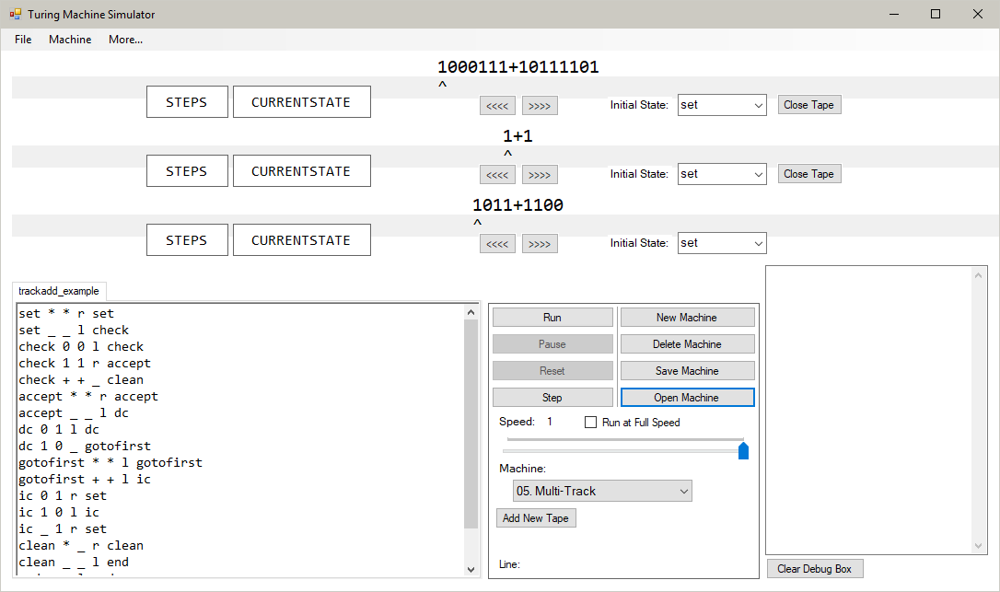 Turing Machine Simulator
File Machine More...
1000111+10111101
^
STEPS CURRENTSTATE <<<< >>>> Initial State: set Close Tape
1+1
^
STEPS CURRENTSTATE <<<< >>>> Initial State: set Close Tape
1011+1100
^
STEPS CURRENTSTATE <<<< >>>> Initial State: set
trackadd_example
set * * r set
set _ _ l check
check 0 0 l check
check 1 1 r accept
check + + _ clean
accept * * r accept
accept _ _ l dc
dc 0 1 l dc
dc 1 0 _ gotofirst
gotofirst * * l gotofirst
gotofirst + + l ic
ic 0 1 r set
ic 1 0 l ic
ic _ 1 r set
clean * _ r clean
clean _ _ l end
Run New Machine
Pause Delete Machine
Reset Save Machine
Step Open Machine
Speed: 1 Run at Full Speed
Machine:
05. Multi-Track
Add New Tape
Line:
Clear Debug Box